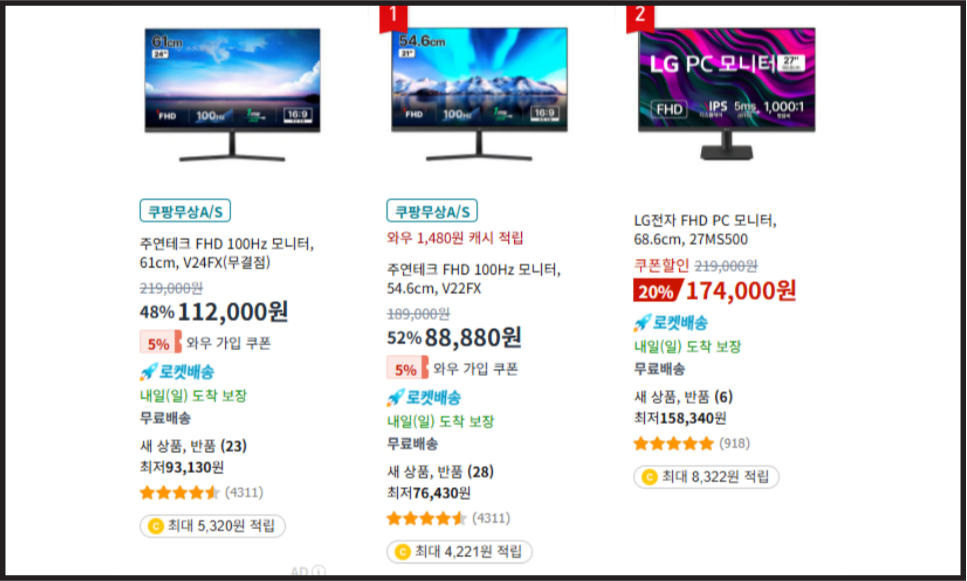 61cm
24"
FHD
100Hz
16:9
쿠팡무상A/S
주연테크 FHD 100Hz 모니터,
61cm, V24FX(무결점)
219,000원
48% 112,000원
5% 와우 가입 쿠폰
로켓배송
내일(일) 도착 보장
무료배송
새 상품, 반품 (23)
최저93,130원
(4311)
C 최대 5,320원 적립
AD
1
54.6cm
21"
FHD
100Hz
16:9
쿠팡무상A/S
와우 1,480원 캐시 적립
주연테크 FHD 100Hz 모니터,
54.6cm, V22FX
189,000원
52% 88,880원
5% 와우 가입 쿠폰
로켓배송
내일(일) 도착 보장
무료배송
새 상품, 반품 (28)
최저76,430원
(4311)
C 최대 4,221원 적립
2
LG PC 모니터 27"
FHD
IPS 5ms 1,000:1
LG전자 FHD PC 모니터,
68.6cm, 27MS500
쿠폰할인 219,000원
20% 174,000원
로켓배송
내일(일) 도착 보장
무료배송
새 상품, 반품 (6)
최저158,340원
(918)
C 최대 8,322원 적립